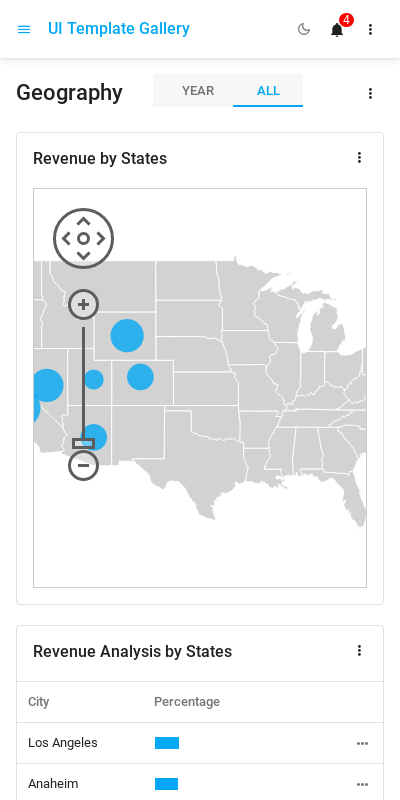 UI Template Gallery
4
Geography
YEAR
ALL
Revenue by States
Revenue Analysis by States
City
Percentage
Los Angeles
Anaheim